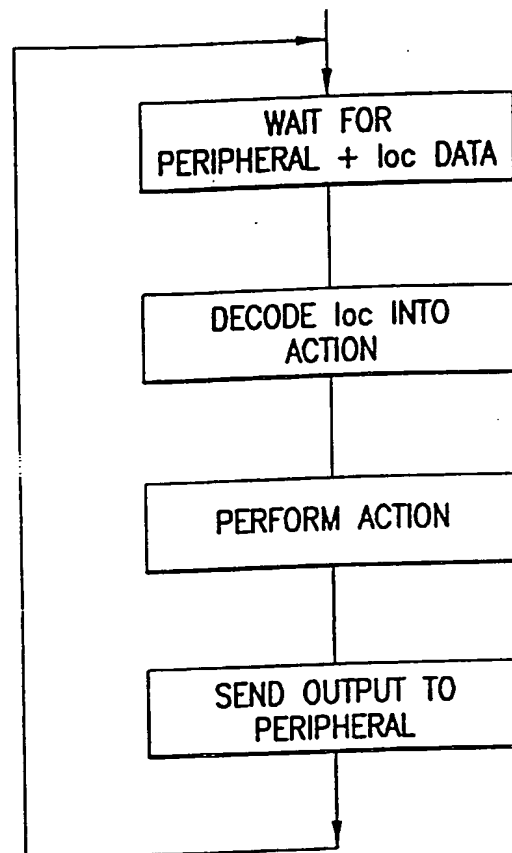 WAIT FOR
PERIPHERAL + loc DATA
DECODE loc INTO
ACTION
PERFORM ACTION
SEND OUTPUT TO
PERIPHERAL